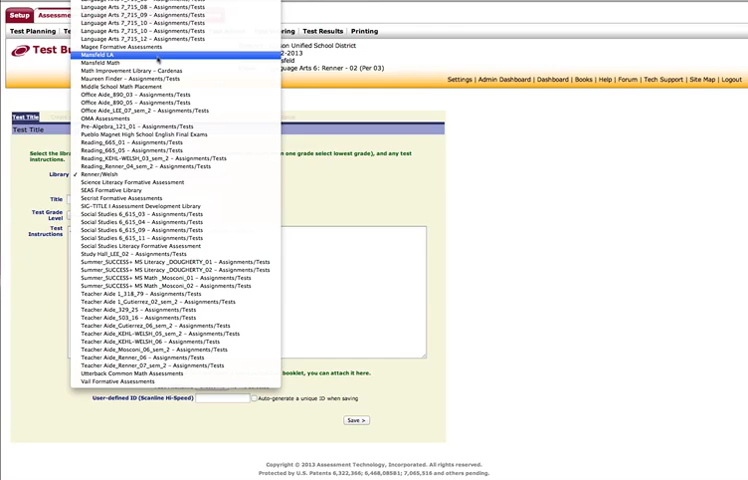 Language Arts 7_715_08 - Assignments/Tests
Setup
Language Arts 7_715_09 - Assignments/Tests
Language Arts 7_715_10 - Assignments/Tests
Test Planning
Language Arts 7_715_10 - Assignments/Tests
Test Results
Printing
Language Arts 7_715_12 - Assignments/Tests
Magee Formative Assessments
on Unified School District
Mansfeld LA
2-2013
Mansfeld Math
sfeld
Math Improvement Library - Cardenas
guage Arts 6: Renner - 02 (Per 03)
Maureen Finder - Assignments/Tests
Settings | Admin Dashboard | Dashboard | Books | Help | Forum | Tech Support | Site Map | Logout
Middle School Math Placement
Office Aide_890_03 - Assignments/Tests
Office Aide_890_05 - Assignments/Tests
Office Aide_LEE_07_sem_2 - Assignments/Tests
Test Title
OMA Assessments
Test Title
Pre-Algebra_121_01 - Assignments/Tests
Pueblo Magnet High School English Final Exams
Reading_665_01 - Assignments/Tests
Reading_665_05 - Assignments/Tests
Select the
one grade select lowest grade), and any test
instructions.
Reading_KEHL-WELSH_03_sem_2 - Assignments/Tests
Reading_Renner_04_sem_2 - Assignments/Tests
Library
✓ Renner/Welsh
Science Literacy Formative Assessment
SEAS Formative Library
Title
Secrist Formative Assessments
SIG-TITLE I Assessment Development Library
Test Grade
Level
Social Studies 6_615_03 - Assignments/Tests
Social Studies 6_615_04 - Assignments/Tests
Test
Instructions
Social Studies 6_615_09 - Assignments/Tests
Social Studies 6_615_11 - Assignments/Tests
Social Studies Literacy Formative Assessment
Study Hall_LEE_02 - Assignments/Tests
Summer_SUCCESS+ MS Literacy _DOUGHERTY_01 - Assignments/Tests
Summer_SUCCESS+ MS Literacy _DOUGHERTY_02 - Assignments/Tests
Summer_SUCCESS+ MS Math _Mosconi_01 - Assignments/Tests
Summer_SUCCESS+ MS Math _Mosconi_02 - Assignments/Tests
Teacher Aide 1_318_79 - Assignments/Tests
Teacher Aide 1_Gutierrez_02_sem_2 - Assignments/Tests
Teacher Aide_329_25 - Assignments/Tests
Teacher Aide_503_16 - Assignments/Tests
Teacher Aide_Gutierrez_06_sem_2 - Assignments/Tests
Teacher Aide_KEHL-WELSH_05_sem_2 - Assignments/Tests
Teacher Aide_KEHL-WELSH_06 - Assignments/Tests
Teacher Aide_Mosconi_06_sem_2 - Assignments/Tests
Teacher Aide_Renner_06 - Assignments/Tests
Teacher Aide_Renner_07_sem_2 - Assignments/Tests
Utterback Common Math Assessments
booklet, you can attach it here.
Vail Formative Assessments
User-defined ID (Scanline Hi-Speed)
Auto-generate a unique ID when saving
Save >
Copyright © 2013 Assessment Technology, Incorporated. All rights reserved.
Protected by U.S. Patents 6,322,366; 6,468,085B1; 7,065,516 and others pending.